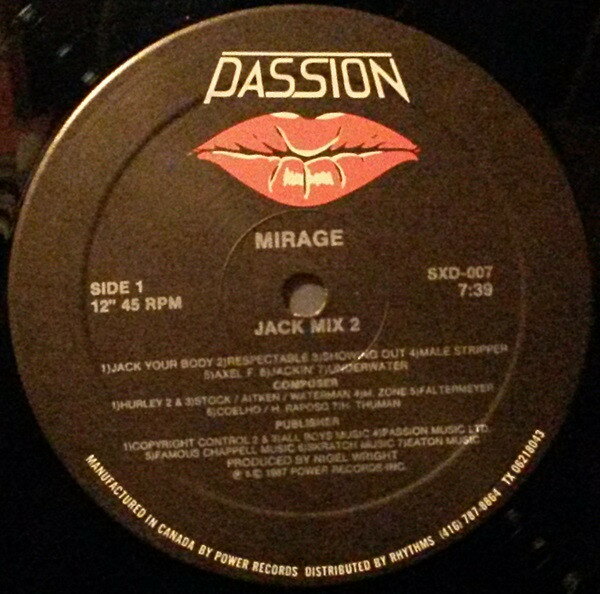 PASSION
MIRAGE
SIDE 1
12" 45 RPM
SXD-007
7:39
JACK MIX 2
1)JACK YOUR BODY 2)RESPECTABLE 3)SHOWING OUT 4)MALE STRIPPER
5)AXEL F. 6)JACKIN' 7)UNDERWATER
COMPOSER
1)HURLEY 2 & 3)STOCK / AITKEN / WATERMAN 4)M. ZONE 5)FALTERMEYER
6)COELHO / H. RAPOSO 7)H. THUMAN
PUBLISHER
1)COPYRIGHT CONTROL 2 & 3)ALL BOYS MUSIC 4)PASSION MUSIC LTD.
5)FAMOUS CHAPPELL MUSIC 6)SCRATCH MUSIC 7)EATON MUSIC
PRODUCED BY NIGEL WRIGHT
℗ & © 1987 POWER RECORDS INC.
MANUFACTURED IN CANADA BY POWER RECORDS DISTRIBUTED BY RHYTHMS (416) 787-8664 TX 06218043